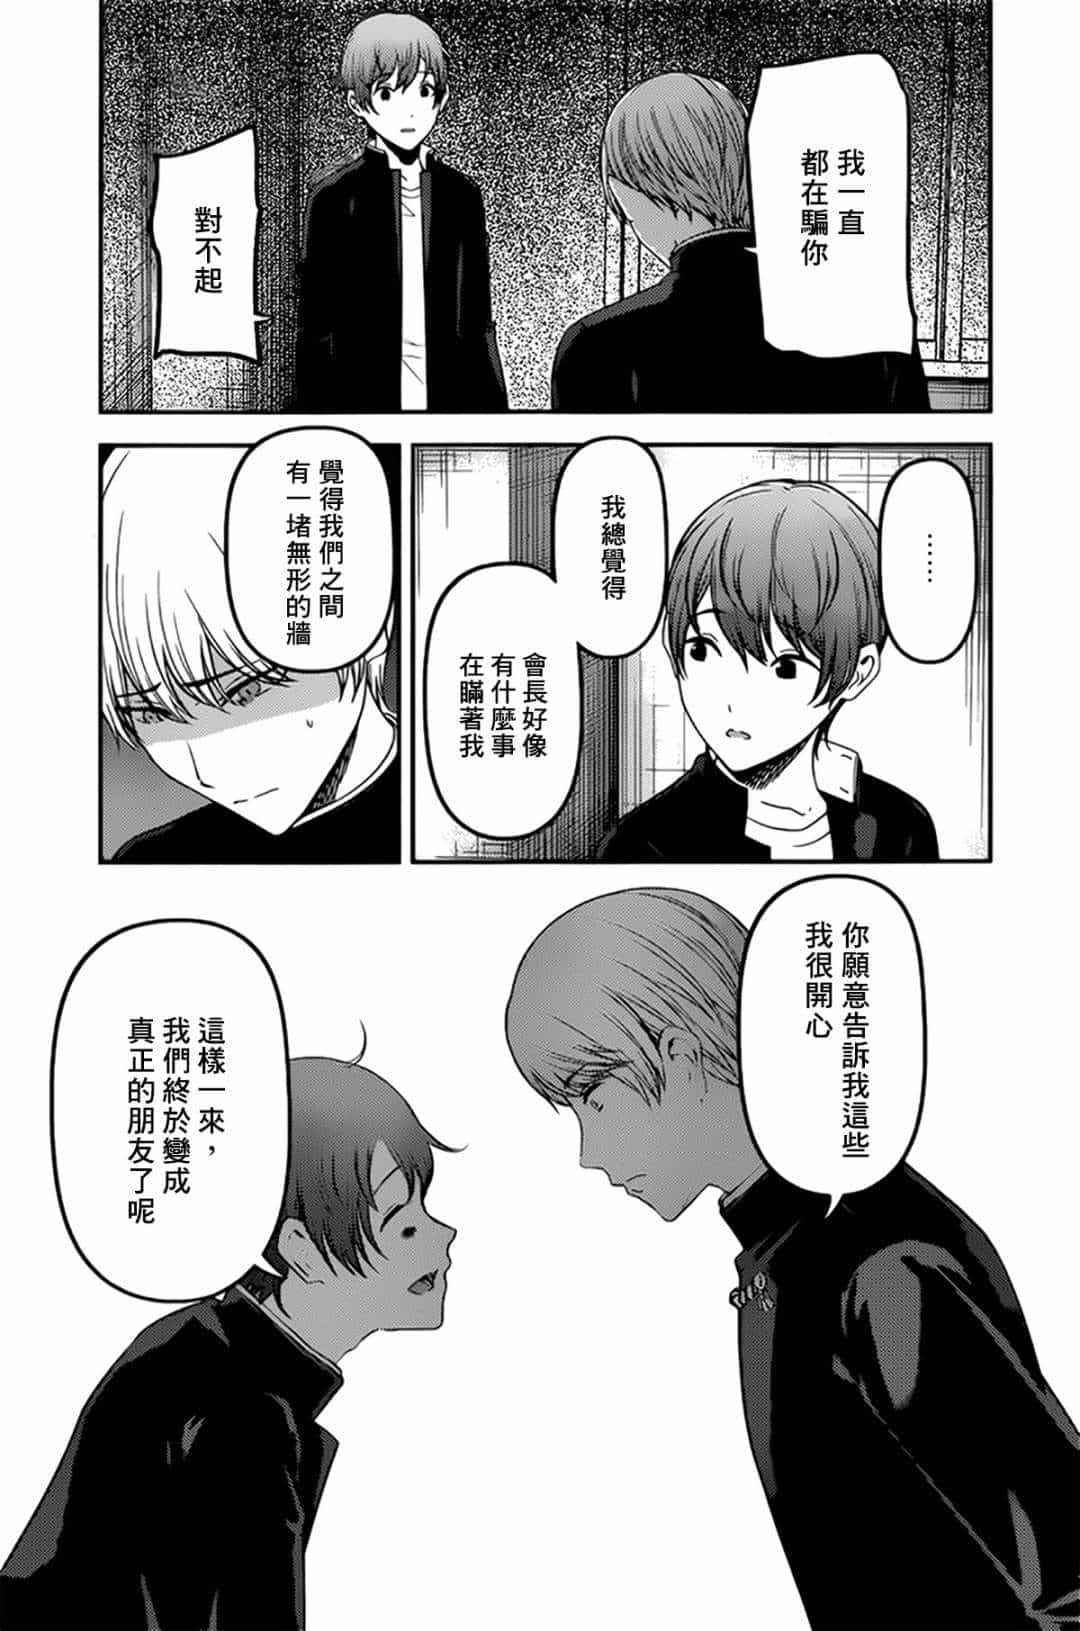 我一直
都在騙你
對不起
……
我總覺得
會長好像
有什麼事
在瞞著我
覺得我們之間
有一堵無形的牆
你願意告訴我這些
我很開心
這樣一來，
我們終於變成
真正的朋友了呢